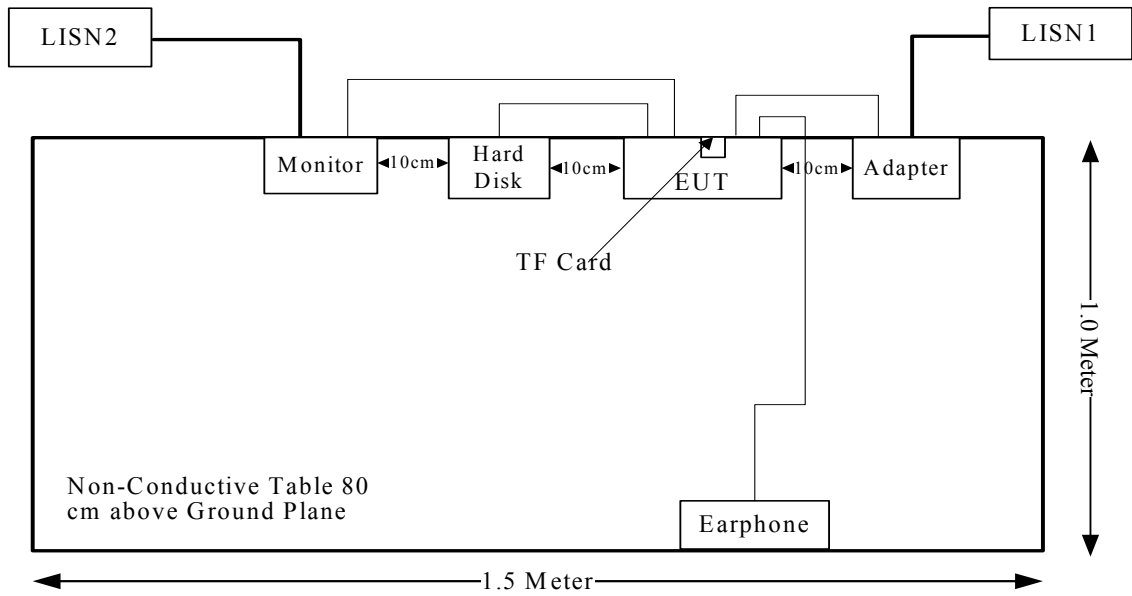 LISN2
LISN1
Monitor
10cm
Hard
Disk
10cm
EUT
10cm
Adapter
TF Card
1.0 Meter
Non-Conductive Table 80
cm above Ground Plane
Earphone
1.5 Meter